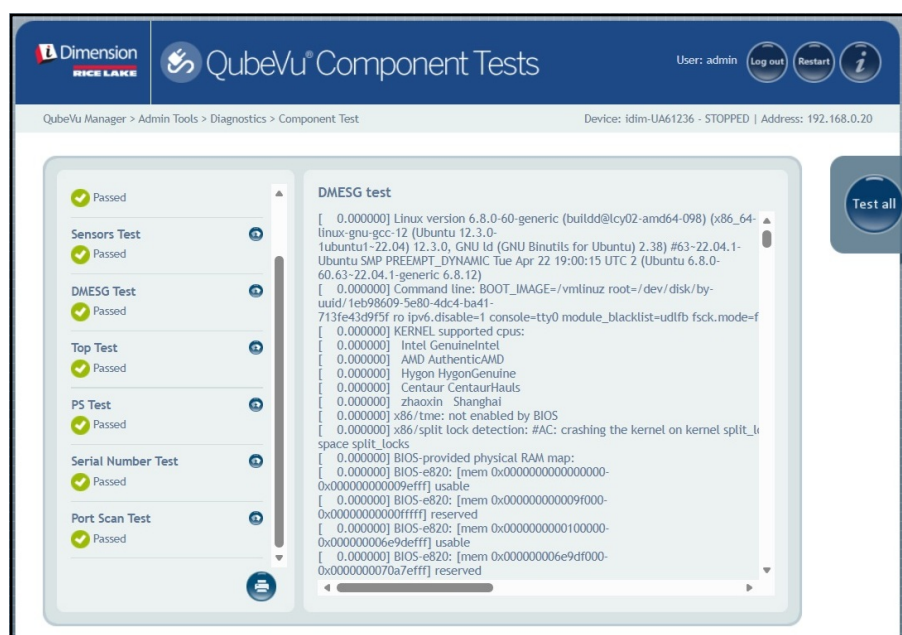 Dimension
RICE LAKE
QubeVu® Component Tests
User: admin
Log out
Restart
i
QubeVu Manager > Admin Tools > Diagnostics > Component Test
Device: idim-UA61236 - STOPPED | Address: 192.168.0.20
Passed
Sensors Test
Passed
DMESG Test
Passed
Top Test
Passed
PS Test
Passed
Serial Number Test
Passed
Port Scan Test
Passed
DMESG test
[ 0.000000] Linux version 6.8.0-60-generic (buildd@lcy02-amd64-098) (x86_64-
linux-gnu-gcc-12 (Ubuntu 12.3.0-
1ubuntu1~22.04) 12.3.0, GNU ld (GNU Binutils for Ubuntu) 2.38) #63~22.04.1-
Ubuntu SMP PREEMPT_DYNAMIC Tue Apr 22 19:00:15 UTC 2 (Ubuntu 6.8.0-
60.63~22.04.1-generic 6.8.12)
[ 0.000000] Command line: BOOT_IMAGE=/vmlinuz root=/dev/disk/by-
uuid/1eb98609-5e80-4dc4-ba41-
713fe43d9f5f ro ipv6.disable=1 console=tty0 module_blacklist=udlfb fsck.mode=f
[ 0.000000] KERNEL supported cpus:
[ 0.000000] Intel GenuineIntel
[ 0.000000] AMD AuthenticAMD
[ 0.000000] Hygon HygonGenuine
[ 0.000000] Centaur CentaurHauls
[ 0.000000] zhaoxin Shanghai
[ 0.000000] x86/tme: not enabled by BIOS
[ 0.000000] x86/split lock detection: #AC: crashing the kernel on kernel split_lo
space split_locks
[ 0.000000] BIOS-provided physical RAM map:
[ 0.000000] BIOS-e820: [mem 0x0000000000000000-
0x000000000009efff] usable
[ 0.000000] BIOS-e820: [mem 0x000000000009f000-
0x00000000000fffff] reserved
[ 0.000000] BIOS-e820: [mem 0x0000000000100000-
0x000000006e9defff] usable
[ 0.000000] BIOS-e820: [mem 0x000000006e9df000-
0x0000000070a7efff] reserved
Test all